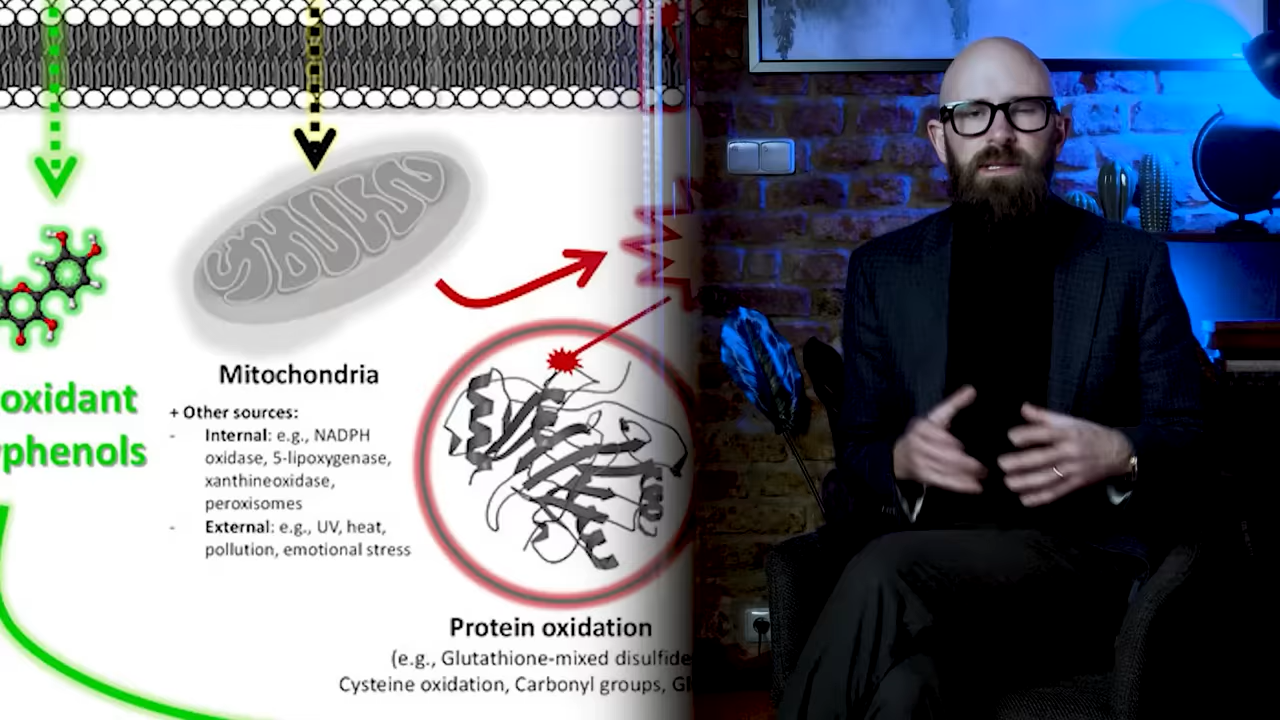 oxidant
phenols
Mitochondria
+ Other sources:
- Internal: e.g., NADPH
oxidase, 5-lipoxygenase,
xanthineoxidase,
peroxisomes
- External: e.g., UV, heat,
pollution, emotional stress
Protein oxidation
(e.g., Glutathione-mixed disulfide
Cysteine oxidation, Carbonyl groups,